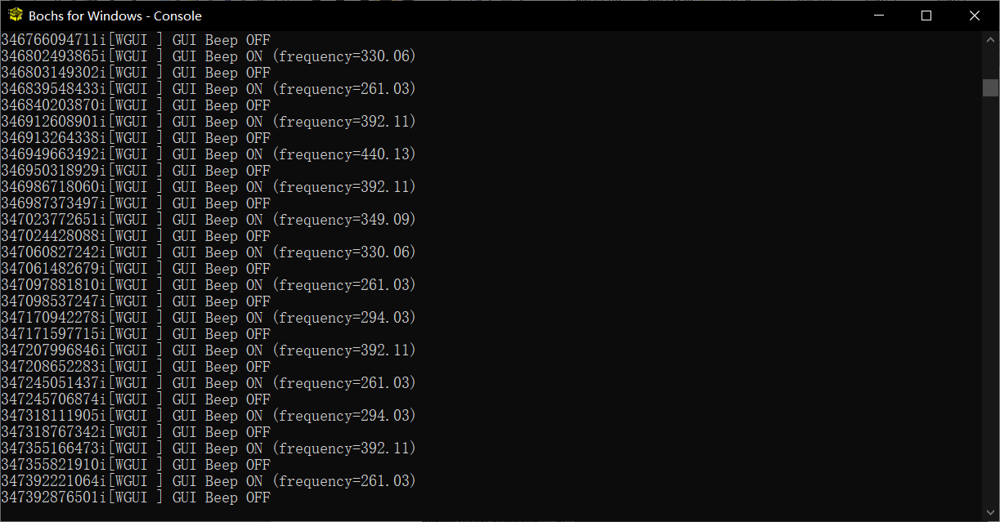 Bochs for Windows - Console
346766094711i[WGUI ] GUI Beep OFF
346802493865i[WGUI ] GUI Beep ON (frequency=330.06)
346803149302i[WGUI ] GUI Beep OFF
346839548433i[WGUI ] GUI Beep ON (frequency=261.03)
346840203870i[WGUI ] GUI Beep OFF
346912608901i[WGUI ] GUI Beep ON (frequency=392.11)
346913264338i[WGUI ] GUI Beep OFF
346949663492i[WGUI ] GUI Beep ON (frequency=440.13)
346950318929i[WGUI ] GUI Beep OFF
346986718060i[WGUI ] GUI Beep ON (frequency=392.11)
346987373497i[WGUI ] GUI Beep OFF
347023772651i[WGUI ] GUI Beep ON (frequency=349.09)
347024428088i[WGUI ] GUI Beep OFF
347060827242i[WGUI ] GUI Beep ON (frequency=330.06)
347061482679i[WGUI ] GUI Beep OFF
347097881810i[WGUI ] GUI Beep ON (frequency=261.03)
347098537247i[WGUI ] GUI Beep OFF
347170942278i[WGUI ] GUI Beep ON (frequency=294.03)
347171597715i[WGUI ] GUI Beep OFF
347207996846i[WGUI ] GUI Beep ON (frequency=392.11)
347208652283i[WGUI ] GUI Beep OFF
347245051437i[WGUI ] GUI Beep ON (frequency=261.03)
347245706874i[WGUI ] GUI Beep OFF
347318111905i[WGUI ] GUI Beep ON (frequency=294.03)
347318767342i[WGUI ] GUI Beep OFF
347355166473i[WGUI ] GUI Beep ON (frequency=392.11)
347355821910i[WGUI ] GUI Beep OFF
347392221064i[WGUI ] GUI Beep ON (frequency=261.03)
347392876501i[WGUI ] GUI Beep OFF